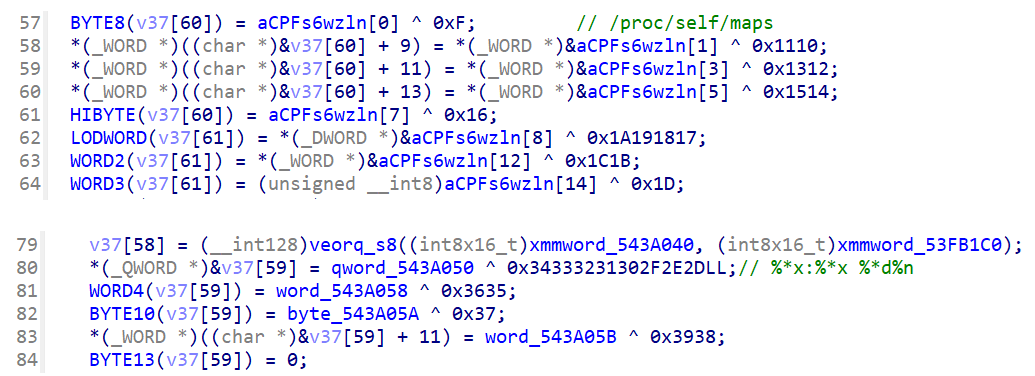 57 BYTE8(v37[60]) = aCPFs6wzln[0] ^ 0xF; // /proc/self/maps
58 *(_WORD *)((char *)&v37[60] + 9) = *(_WORD *)&aCPFs6wzln[1] ^ 0x1110;
59 *(_WORD *)((char *)&v37[60] + 11) = *(_WORD *)&aCPFs6wzln[3] ^ 0x1312;
60 *(_WORD *)((char *)&v37[60] + 13) = *(_WORD *)&aCPFs6wzln[5] ^ 0x1514;
61 HIBYTE(v37[60]) = aCPFs6wzln[7] ^ 0x16;
62 LODWORD(v37[61]) = *(_DWORD *)&aCPFs6wzln[8] ^ 0x1A191817;
63 WORD2(v37[61]) = *(_WORD *)&aCPFs6wzln[12] ^ 0x1C1B;
64 WORD3(v37[61]) = (unsigned __int8)aCPFs6wzln[14] ^ 0x1D;
79 v37[58] = (__int128)veorq_s8((int8x16_t)xmmword_543A040, (int8x16_t)xmmword_53FB1C0);
80 *(_QWORD *)&v37[59] = qword_543A050 ^ 0x34333231302F2E2DLL;// %*x:%*x %*d%n
81 WORD4(v37[59]) = word_543A058 ^ 0x3635;
82 BYTE10(v37[59]) = byte_543A05A ^ 0x37;
83 *(_WORD *)((char *)&v37[59] + 11) = word_543A05B ^ 0x3938;
84 BYTE13(v37[59]) = 0;